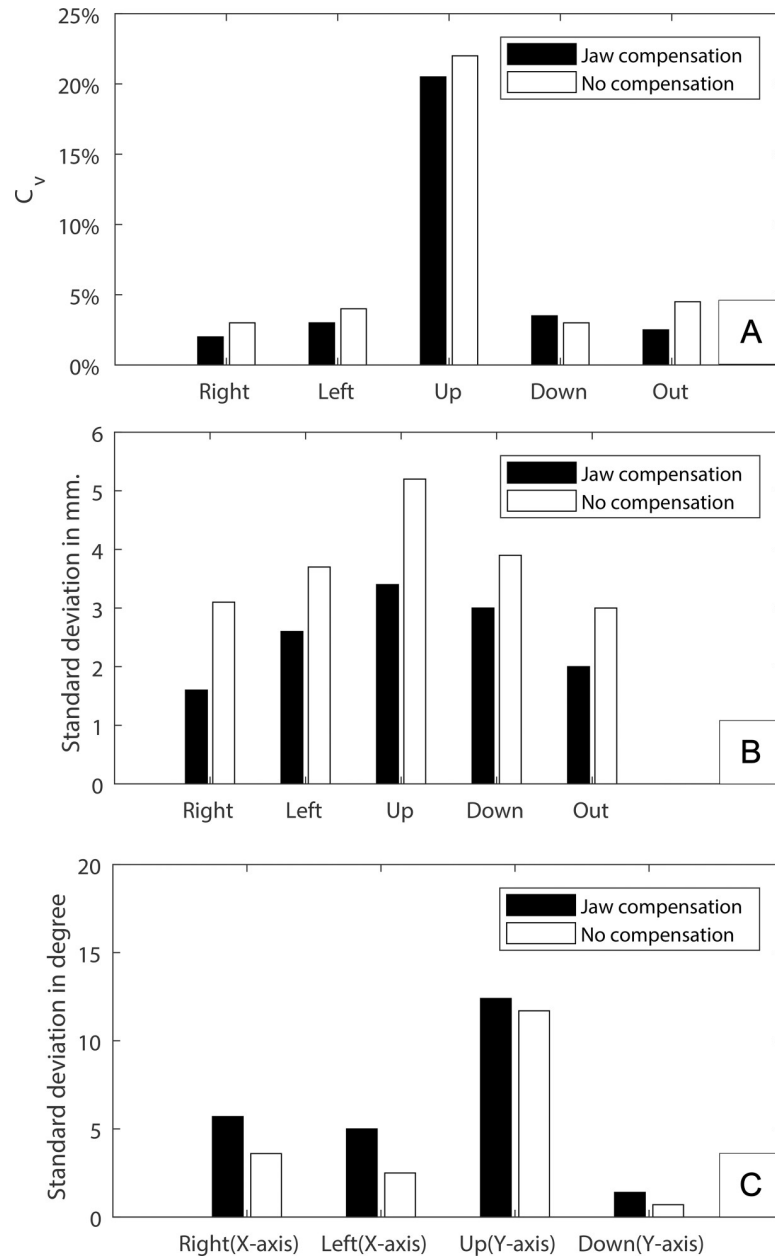 25%
20%
15%
10%
5%
0%
C_v
Jaw compensation
No compensation
A
Right Left Up Down Out
6
5
4
3
2
1
0
Standard deviation in mm.
Jaw compensation
No compensation
B
Right Left Up Down Out
20
15
10
5
0
Standard deviation in degree
Jaw compensation
No compensation
C
Right(X-axis) Left(X-axis) Up(Y-axis) Down(Y-axis)